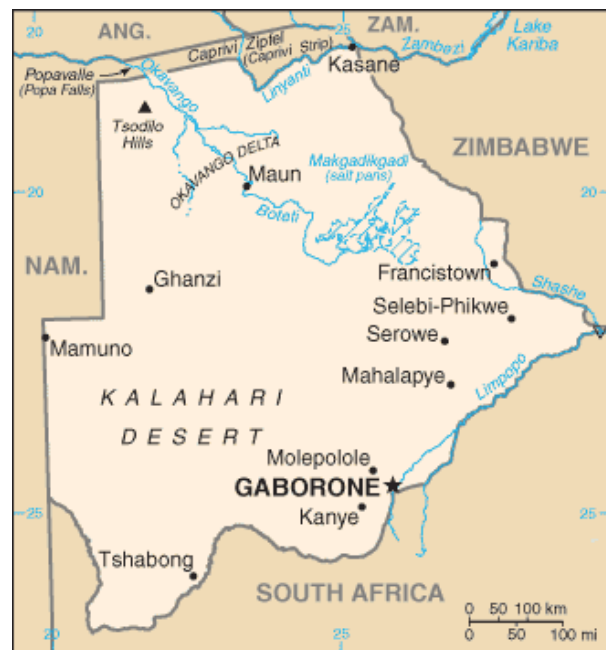 ANG.
25
ZAM.
Lake
Kariba
Caprivi Zipfel
(Caprivi Strip)
Zambezi
Kasane
Popavalle
(Popa Falls)
Okavango
Linyanti
Tsodilo
Hills
OKAVANGO DELTA
Makgadikgadi
(salt pans)
ZIMBABWE
20
Maun
20
Boteti
NAM.
Francistown
Ghanzi
Shashe
Selebi-Phikwe
Serowe
Mamuno
Mahalapye
Limpopo
KALAHARI
DESERT
Molepolole
GABORONE
Kanye
25
25
Tshabong
SOUTH AFRICA
0 50 100 km
0 50 100 mi
20
25